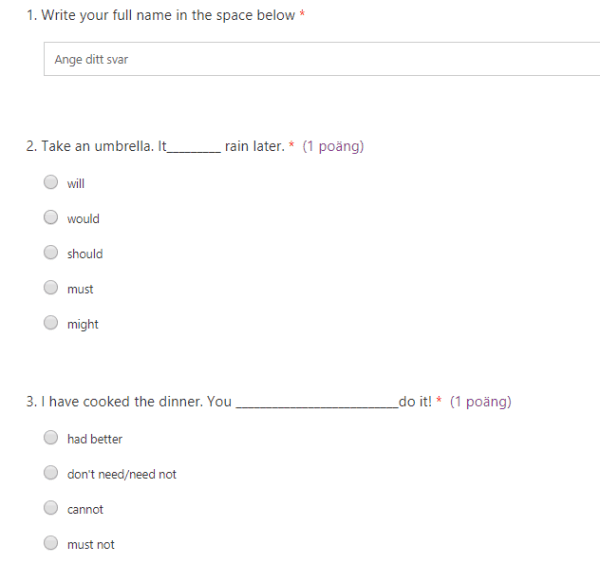 1. Write your full name in the space below *
Ange ditt svar
2. Take an umbrella. It_________ rain later. * (1 poäng)
will
would
should
must
might
3. I have cooked the dinner. You ___________________________do it! * (1 poäng)
had better
don't need/need not
cannot
must not